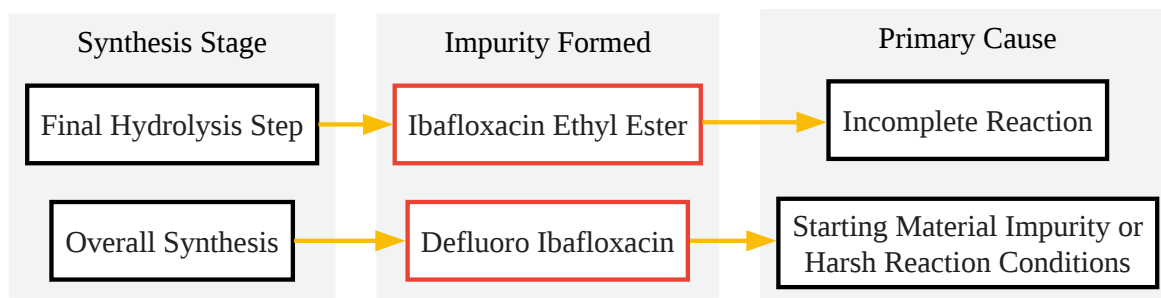 Synthesis Stage
Impurity Formed
Primary Cause
Final Hydrolysis Step
Ibafloxacin Ethyl Ester
Incomplete Reaction
Overall Synthesis
Defluoro Ibafloxacin
Starting Material Impurity or
Harsh Reaction Conditions